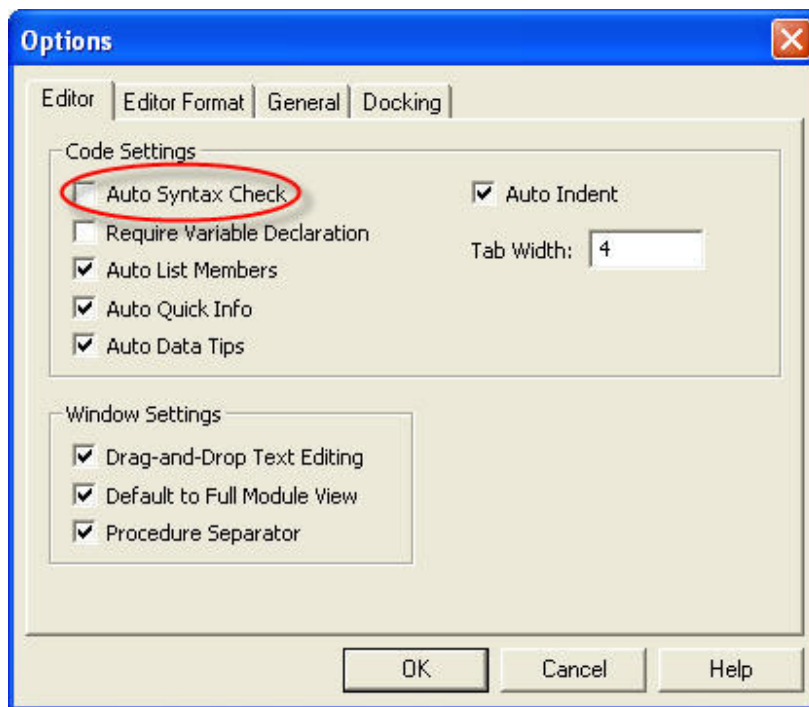 Options
Editor
Editor Format
General
Docking
Code Settings
Auto Syntax Check
Auto Indent
Require Variable Declaration
Tab Width: 4
Auto List Members
Auto Quick Info
Auto Data Tips
Window Settings
Drag-and-Drop Text Editing
Default to Full Module View
Procedure Separator
OK
Cancel
Help